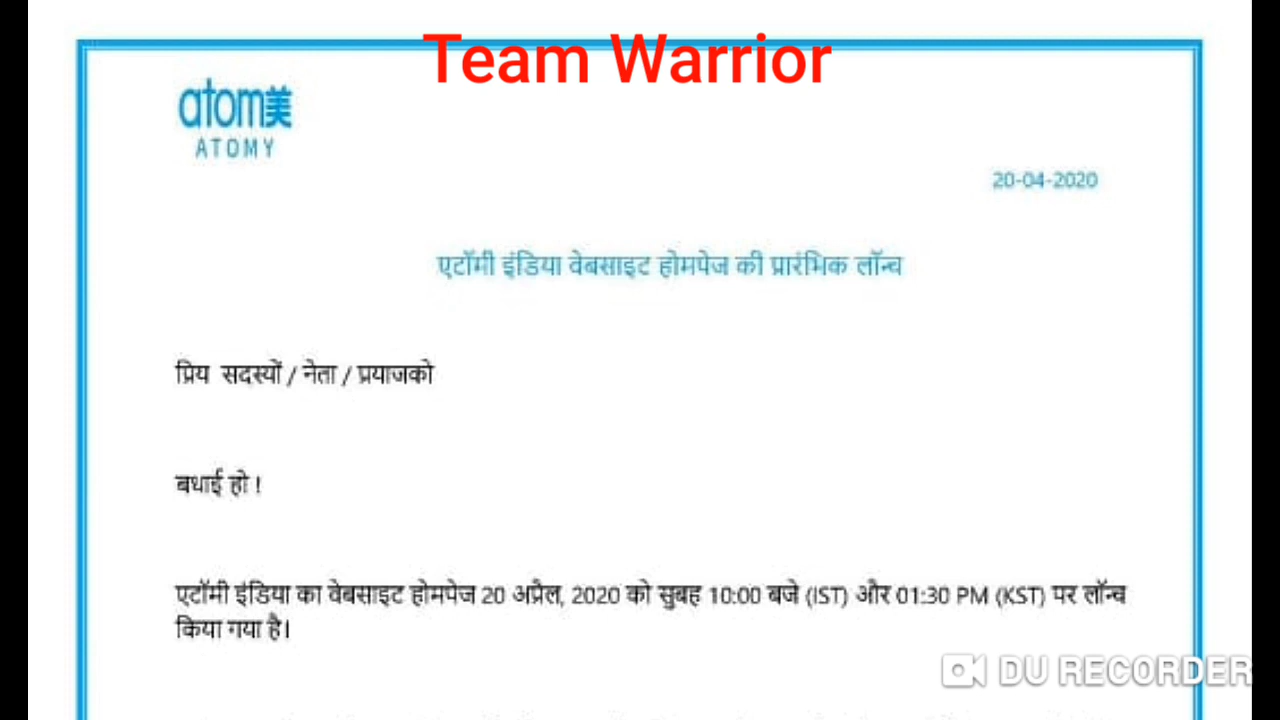 Team Warrior
atom美
ATOMY
20-04-2020
एटॉमी इंडिया वेबसाइट होमपेज की प्रारंभिक लॉन्च
प्रिय सदस्यों / नेता / प्रयाजको
बधाई हो !
एटॉमी इंडिया का वेबसाइट होमपेज 20 अप्रैल, 2020 को सुबह 10:00 बजे (IST) और 01:30 PM (KST) पर लॉन्च
किया गया है।
DU RECORDER